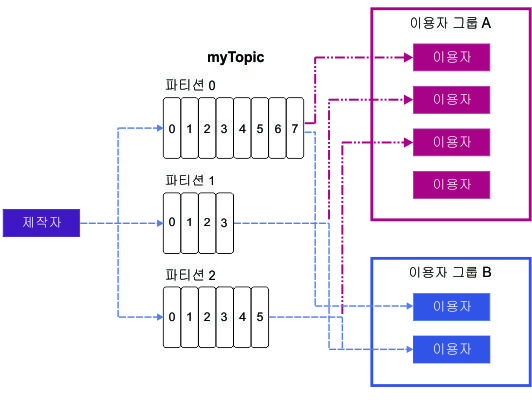 이용자 그룹 A
이용자
이용자
이용자
이용자
myTopic
파티션 0
0 1 2 3 4 5 6 7
파티션 1
0 1 2 3
제작자
파티션 2
0 1 2 3 4 5
이용자 그룹 B
이용자
이용자